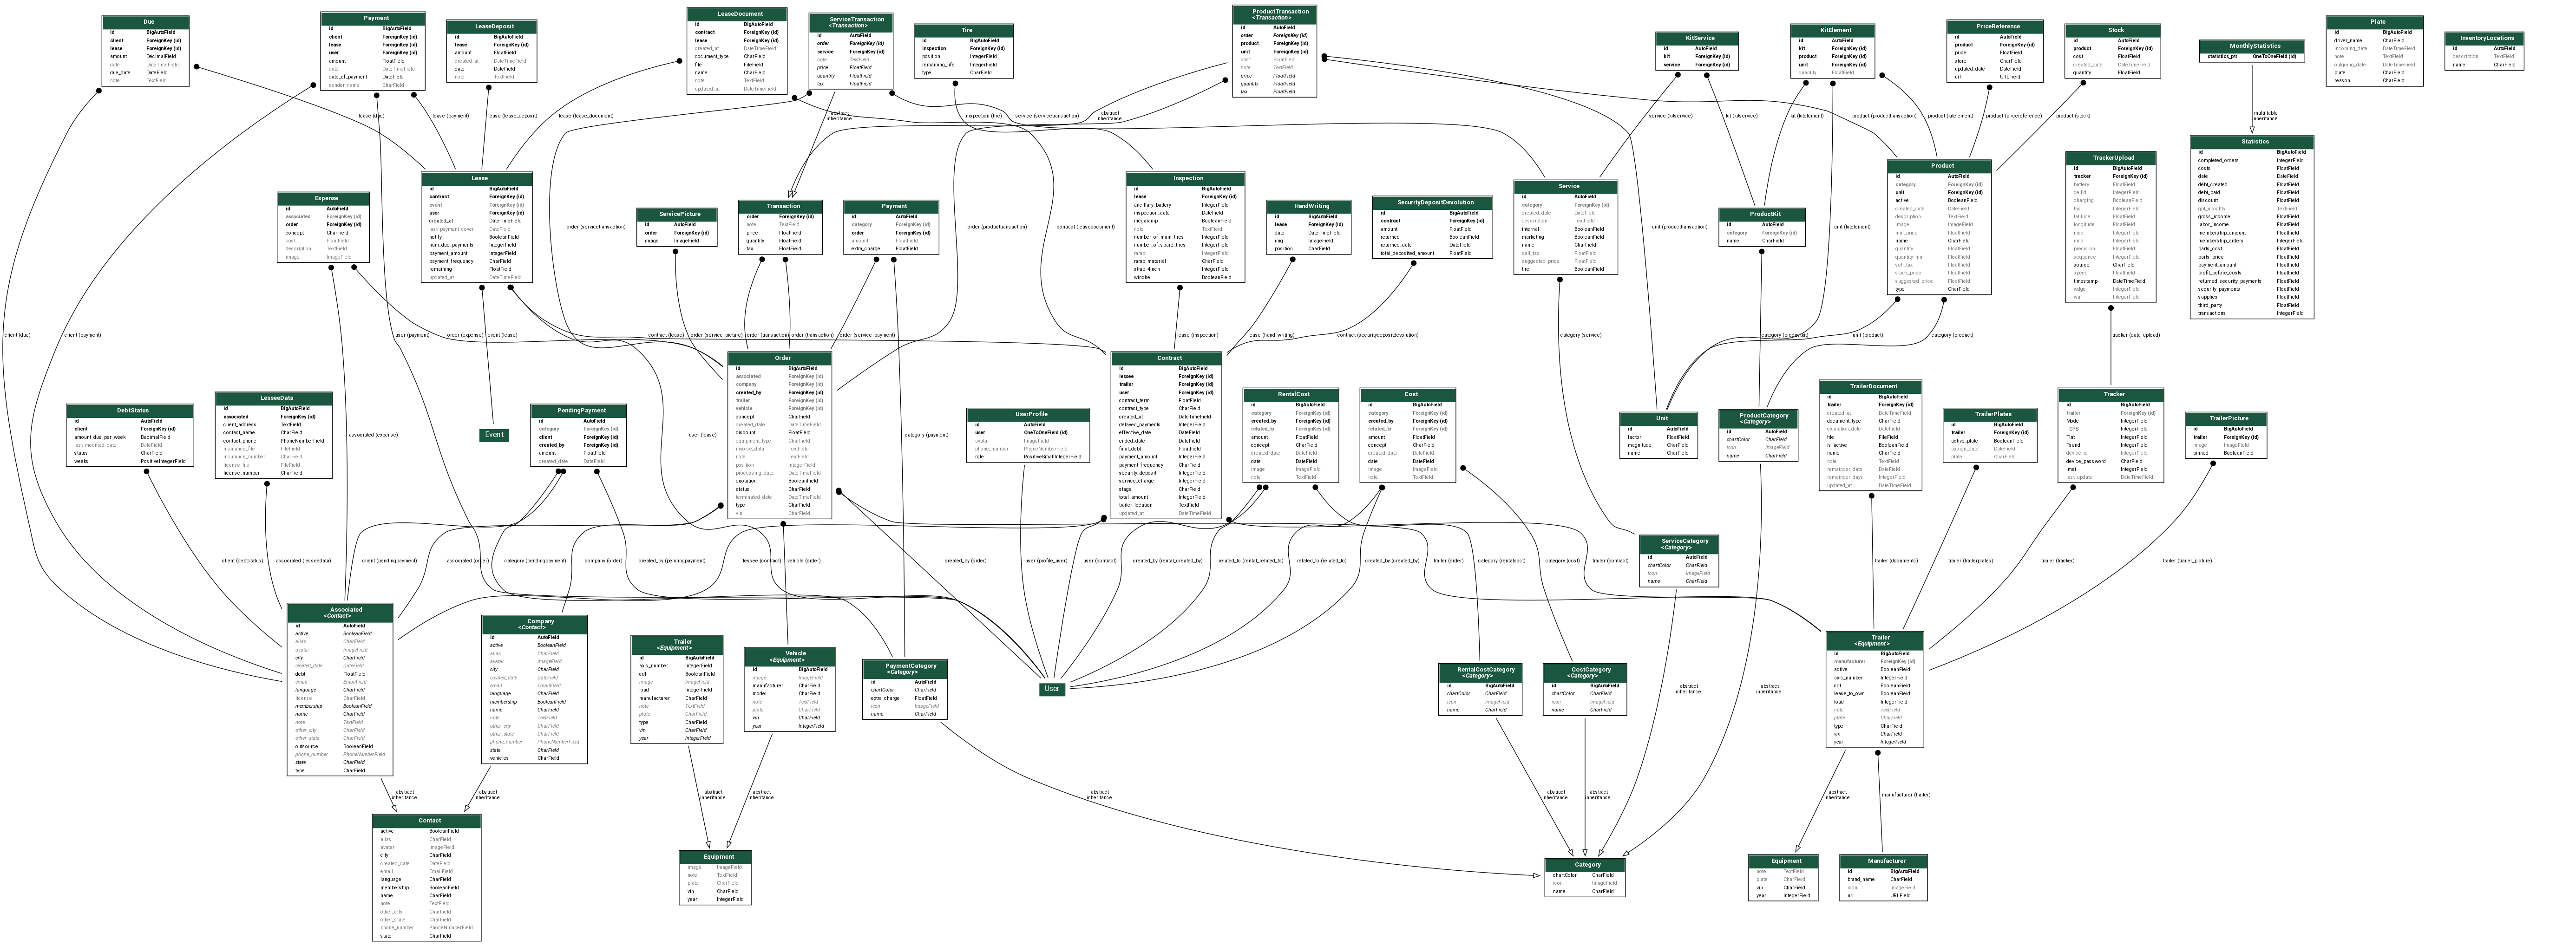 Due
id BigAutoField
client ForeignKey (id)
lease ForeignKey (id)
amount DecimalField
date DateTimeField
due_date DateField
note TextField
Payment
id BigAutoField
client ForeignKey (id)
lease ForeignKey (id)
user ForeignKey (id)
amount FloatField
date DateTimeField
date_of_payment DateField
sender_name CharField
LeaseDeposit
id BigAutoField
lease ForeignKey (id)
amount FloatField
created_at DateTimeField
date DateField
note TextField
LeaseDocument
id BigAutoField
contract ForeignKey (id)
lease ForeignKey (id)
created_at DateTimeField
document_type CharField
file FileField
name CharField
note TextField
updated_at DateTimeField
ServiceTransaction
<Transaction>
id AutoField
order ForeignKey (id)
service ForeignKey (id)
note TextField
price FloatField
quantity FloatField
tax FloatField
Tire
id BigAutoField
inspection ForeignKey (id)
position IntegerField
remaining_life IntegerField
type CharField
ProductTransaction
<Transaction>
id AutoField
order ForeignKey (id)
product ForeignKey (id)
unit ForeignKey (id)
cost FloatField
note TextField
price FloatField
quantity FloatField
tax FloatField
KitService
id AutoField
kit ForeignKey (id)
service ForeignKey (id)
KitElement
id AutoField
kit ForeignKey (id)
product ForeignKey (id)
unit ForeignKey (id)
quantity FloatField
PriceReference
id AutoField
product ForeignKey (id)
price FloatField
store CharField
updated_date DateField
url URLField
Stock
id AutoField
product ForeignKey (id)
cost FloatField
created_date DateTimeField
quantity FloatField
MonthlyStatistics
statistics_ptr OneToOneField (id)
Plate
id BigAutoField
driver_name CharField
incoming_date DateTimeField
note TextField
outgoing_date DateTimeField
plate CharField
reason CharField
InventoryLocations
id AutoField
description TextField
name CharField
lease (due)
lease (payment)
lease (lease_deposit)
lease (lease_document)
abstract
inheritance
inspection (tire)
service (servicetransaction)
abstract
inheritance
service (kitservice)
kit (kitservice)
kit (kitelement)
product (producttransaction)
product (kitelement)
product (pricereference)
product (stock)
multi-table
inheritance
Expense
id AutoField
associated ForeignKey (id)
order ForeignKey (id)
concept CharField
cost FloatField
description TextField
image ImageField
Lease
id BigAutoField
contract ForeignKey (id)
event ForeignKey (id)
user ForeignKey (id)
created_at DateTimeField
last_payment_cover DateField
notify BooleanField
num_due_payments IntegerField
payment_amount IntegerField
payment_frequency CharField
remaining FloatField
updated_at DateTimeField
ServicePicture
id AutoField
order ForeignKey (id)
image ImageField
Transaction
order ForeignKey (id)
note TextField
price FloatField
quantity FloatField
tax FloatField
Payment
id AutoField
category ForeignKey (id)
order ForeignKey (id)
amount FloatField
extra_charge FloatField
Inspection
id BigAutoField
lease ForeignKey (id)
ancillary_battery IntegerField
inspection_date DateField
megaramp BooleanField
note TextField
number_of_main_tires IntegerField
number_of_spare_tires IntegerField
ramp IntegerField
ramp_material CharField
strap_4inch IntegerField
winche BooleanField
HandWriting
id BigAutoField
lease ForeignKey (id)
date DateTimeField
img ImageField
position CharField
SecurityDepositDevolution
id BigAutoField
contract ForeignKey (id)
amount FloatField
returned BooleanField
returned_date DateField
total_deposited_amount FloatField
Service
id AutoField
category ForeignKey (id)
created_date DateField
description TextField
internal BooleanField
marketing BooleanField
name CharField
sell_tax FloatField
suggested_price FloatField
tire BooleanField
ProductKit
id AutoField
category ForeignKey (id)
name CharField
Product
id AutoField
category ForeignKey (id)
unit ForeignKey (id)
active BooleanField
created_date DateField
description TextField
image ImageField
min_price FloatField
name CharField
quantity FloatField
quantity_min FloatField
sell_tax FloatField
stock_price FloatField
suggested_price FloatField
type CharField
TrackerUpload
id BigAutoField
tracker ForeignKey (id)
battery FloatField
cellid IntegerField
charging BooleanField
lac IntegerField
latitude FloatField
longitude FloatField
mcc IntegerField
mnc IntegerField
precision FloatField
sequence IntegerField
source CharField
speed FloatField
timestamp DateTimeField
wdgc IntegerField
wur IntegerField
Statistics
id BigAutoField
completed_orders IntegerField
costs FloatField
date DateField
debt_created FloatField
debt_paid FloatField
discount FloatField
gpt_insights TextField
gross_income FloatField
labor_income FloatField
membership_amount FloatField
membership_orders IntegerField
parts_cost FloatField
parts_price FloatField
payment_amount FloatField
profit_before_costs FloatField
returned_security_payments FloatField
security_payments FloatField
supplies FloatField
third_party FloatField
transactions IntegerField
order (servicetransaction)
order (producttransaction)
contract (leasedocument)
unit (producttransaction)
unit (kitelement)
client (due)
client (payment)
user (payment)
order (expense)
event (lease)
contract (lease)
order (service_picture)
order (transaction)
order (transaction)
order (service_payment)
lease (inspection)
lease (hand_writing)
contract (securitydepositdevolution)
category (service)
category (productkit)
unit (product)
category (product)
tracker (data_upload)
DebtStatus
id AutoField
client ForeignKey (id)
amount_due_per_week DecimalField
last_modified_date DateField
status CharField
weeks PositiveIntegerField
LesseeData
id BigAutoField
associated ForeignKey (id)
client_address TextField
contact_name CharField
contact_phone PhoneNumberField
insurance_file FileField
insurance_number CharField
license_file FileField
license_number CharField
associated (expense)
Event
PendingPayment
id AutoField
category ForeignKey (id)
client ForeignKey (id)
created_by ForeignKey (id)
amount FloatField
created_date DateField
user (lease)
Order
id BigAutoField
associated ForeignKey (id)
company ForeignKey (id)
created_by ForeignKey (id)
trailer ForeignKey (id)
vehicle ForeignKey (id)
concept CharField
created_date DateTimeField
discount FloatField
equipment_type CharField
invoice_data TextField
note TextField
position IntegerField
processing_date DateTimeField
quotation BooleanField
status CharField
terminated_date DateTimeField
type CharField
vin CharField
category (payment)
UserProfile
id AutoField
user OneToOneField (id)
avatar ImageField
phone_number PhoneNumberField
role PositiveSmallIntegerField
Contract
id BigAutoField
lessee ForeignKey (id)
trailer ForeignKey (id)
user ForeignKey (id)
contract_term FloatField
contract_type CharField
created_at DateTimeField
delayed_payments IntegerField
effective_date DateField
ended_date DateField
final_debt FloatField
payment_amount IntegerField
payment_frequency CharField
security_deposit IntegerField
service_charge IntegerField
stage CharField
total_amount IntegerField
trailer_location TextField
updated_at DateTimeField
RentalCost
id BigAutoField
category ForeignKey (id)
created_by ForeignKey (id)
related_to ForeignKey (id)
amount FloatField
concept CharField
created_date DateField
date DateField
image ImageField
note TextField
Cost
id BigAutoField
category ForeignKey (id)
created_by ForeignKey (id)
related_to ForeignKey (id)
amount FloatField
concept CharField
created_date DateField
date DateField
image ImageField
note TextField
Unit
id AutoField
factor FloatField
magnitude CharField
name CharField
ProductCategory
<Category>
id AutoField
chartColor CharField
icon ImageField
name CharField
TrailerDocument
id BigAutoField
trailer ForeignKey (id)
created_at DateTimeField
document_type CharField
expiration_date DateField
file FileField
is_active BooleanField
name CharField
note TextField
remainder_date DateField
remainder_days IntegerField
updated_at DateTimeField
TrailerPlates
id BigAutoField
trailer ForeignKey (id)
active_plate BooleanField
assign_date DateField
plate CharField
Tracker
id BigAutoField
trailer ForeignKey (id)
Mode IntegerField
TGPS IntegerField
Tint IntegerField
Tsend IntegerField
device_id IntegerField
device_password CharField
imei IntegerField
last_update DateTimeField
TrailerPicture
id BigAutoField
trailer ForeignKey (id)
image ImageField
pinned BooleanField
client (debtstatus)
associated (lesseedata)
client (pendingpayment)
associated (order)
category (pendingpayment)
company (order)
created_by (pendingpayment)
lessee (contract)
vehicle (order)
created_by (order)
user (profile_user)
user (contract)
created_by (rental_created_by)
related_to (rental_related_to)
related_to (related_to)
created_by (created_by)
trailer (order)
category (rentalcost)
category (cost)
trailer (contract)
ServiceCategory
<Category>
id AutoField
chartColor CharField
icon ImageField
name CharField
trailer (documents)
trailer (trailerplates)
trailer (tracker)
trailer (trailer_picture)
Associated
<Contact>
id AutoField
active BooleanField
alias CharField
avatar ImageField
city CharField
created_date DateField
debt FloatField
email EmailField
language CharField
license CharField
membership BooleanField
name CharField
note TextField
other_city CharField
other_state CharField
outsource BooleanField
phone_number PhoneNumberField
state CharField
type CharField
Company
<Contact>
id AutoField
active BooleanField
alias CharField
avatar ImageField
city CharField
created_date DateField
email EmailField
language CharField
membership BooleanField
name CharField
note TextField
other_city CharField
other_state CharField
phone_number PhoneNumberField
state CharField
vehicles CharField
Trailer
<Equipment>
id BigAutoField
axis_number IntegerField
cdl BooleanField
image ImageField
load IntegerField
manufacturer CharField
note TextField
plate CharField
type CharField
vin CharField
year IntegerField
Vehicle
<Equipment>
id BigAutoField
image ImageField
manufacturer CharField
model CharField
note TextField
plate CharField
vin CharField
year IntegerField
PaymentCategory
<Category>
id AutoField
chartColor CharField
extra_charge FloatField
icon ImageField
name CharField
User
RentalCostCategory
<Category>
id BigAutoField
chartColor CharField
icon ImageField
name CharField
CostCategory
<Category>
id BigAutoField
chartColor CharField
icon ImageField
name CharField
abstract
inheritance
abstract
inheritance
Trailer
<Equipment>
id BigAutoField
manufacturer ForeignKey (id)
active BooleanField
axis_number IntegerField
cdl BooleanField
lease_to_own BooleanField
load IntegerField
note TextField
plate CharField
type CharField
vin CharField
year IntegerField
abstract
inheritance
abstract
inheritance
abstract
inheritance
abstract
inheritance
abstract
inheritance
abstract
inheritance
abstract
inheritance
abstract
inheritance
manufacturer (trailer)
Contact
active BooleanField
alias CharField
avatar ImageField
city CharField
created_date DateField
email EmailField
language CharField
membership BooleanField
name CharField
note TextField
other_city CharField
other_state CharField
phone_number PhoneNumberField
state CharField
Equipment
image ImageField
note TextField
plate CharField
vin CharField
year IntegerField
Category
chartColor CharField
icon ImageField
name CharField
Equipment
note TextField
plate CharField
vin CharField
year IntegerField
Manufacturer
id BigAutoField
brand_name CharField
icon ImageField
url URLField